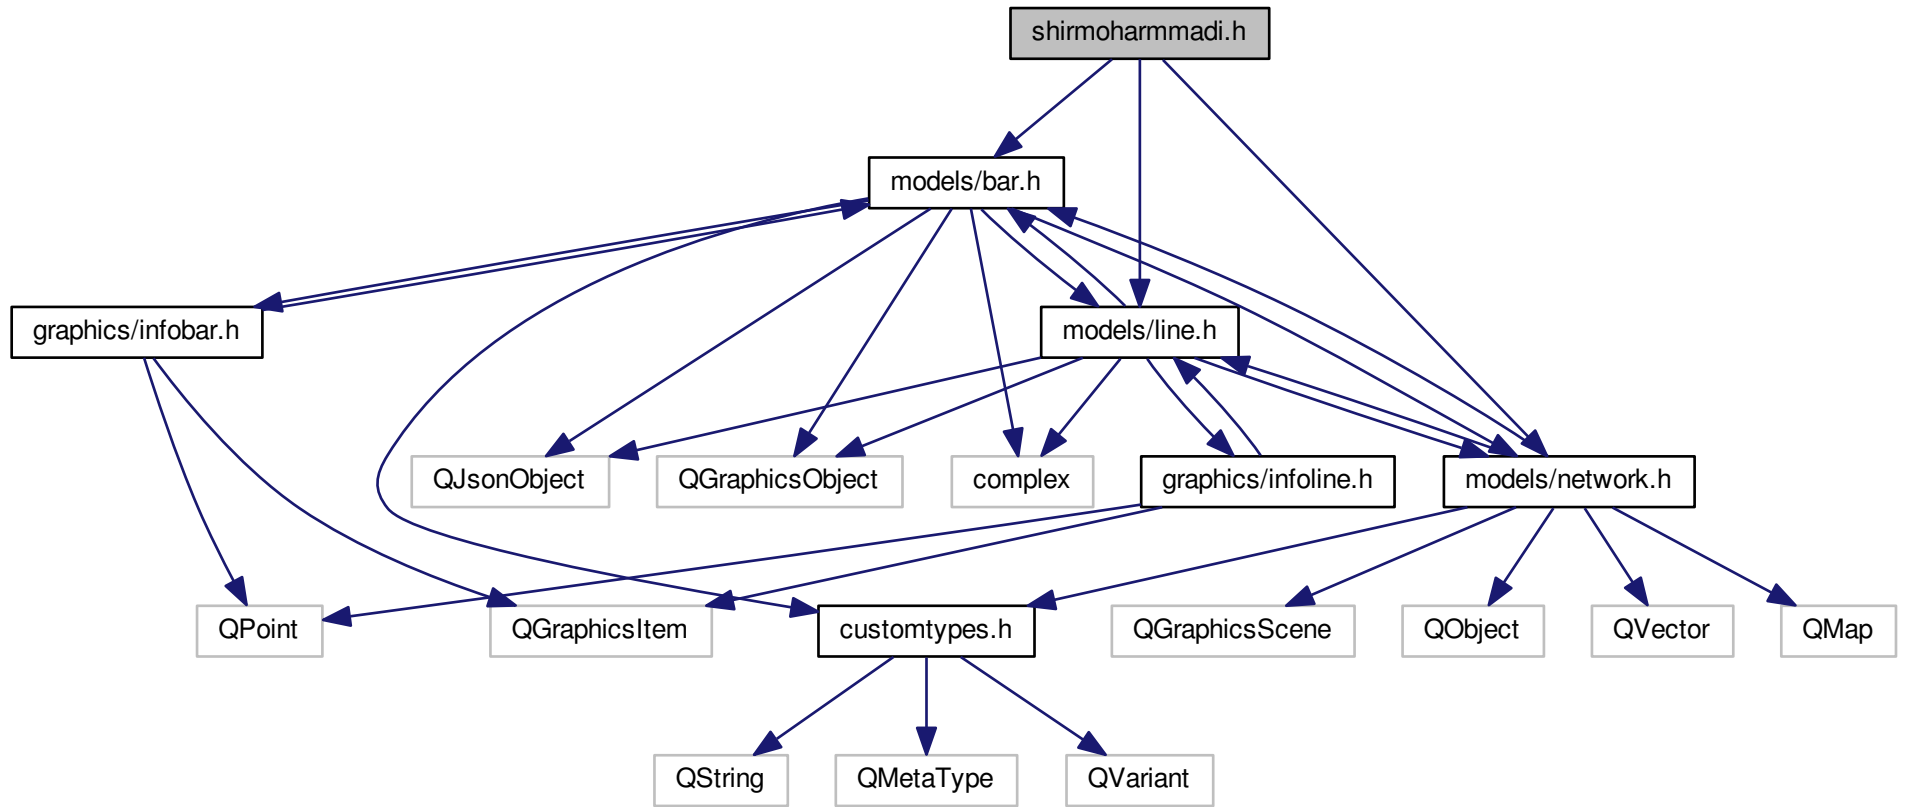 shirmoharmmadi.h
models/bar.h
graphics/infobar.h
models/line.h
QJsonObject
QGraphicsObject
complex
graphics/infoline.h
models/network.h
QPoint
QGraphicsItem
customtypes.h
QGraphicsScene
QObject
QVector
QMap
QString
QMetaType
QVariant